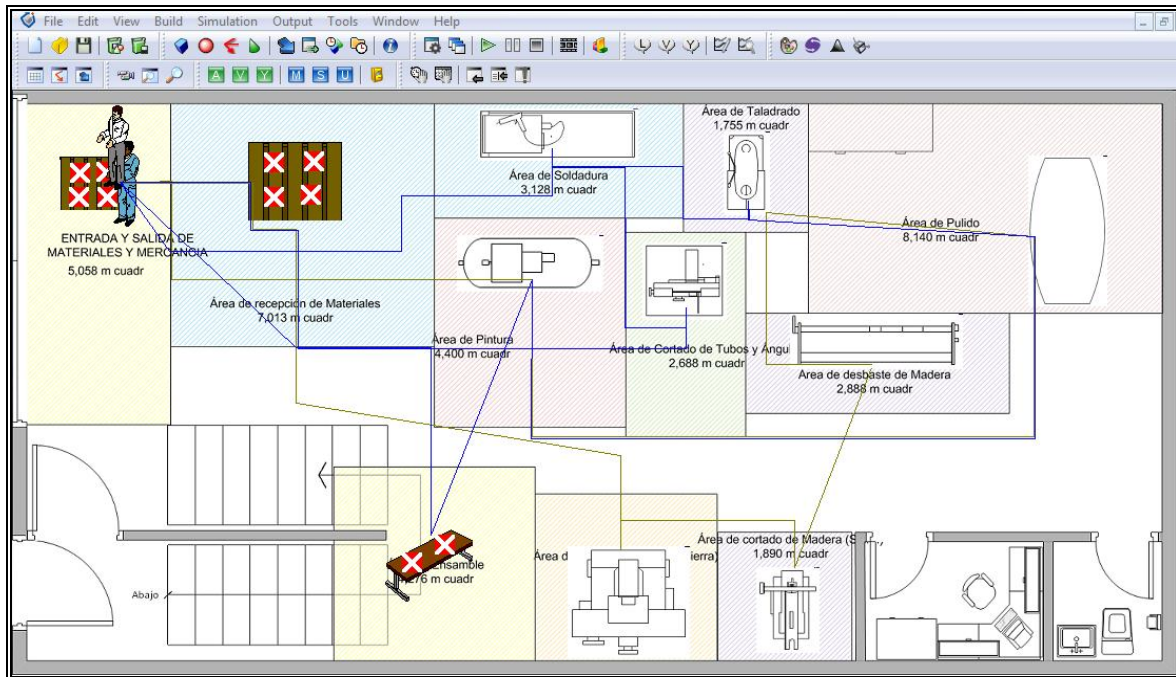 File Edit View Build Simulation Output Tools Window Help
Área de Taladrado
1,755 m cuadr
Área de Soldadura
3,128 m cuadr
Área de Pulido
8,140 m cuadr
ENTRADA Y SALIDA DE
MATERIALES Y MERCANCIA
5,058 m cuadr
Área de recepción de Materiales
7,013 m cuadr
Área de Pintura
4,400 m cuadr
Área de Cortado de Tubos y Ángul
2,688 m cuadr
Area de desbaste de Madera
2,888 m cuadr
Área de cortado de Madera
1,890 m cuadr
Área d
ierra)
Ensamble
276 m cuadr
Abajo
A V Y M S U